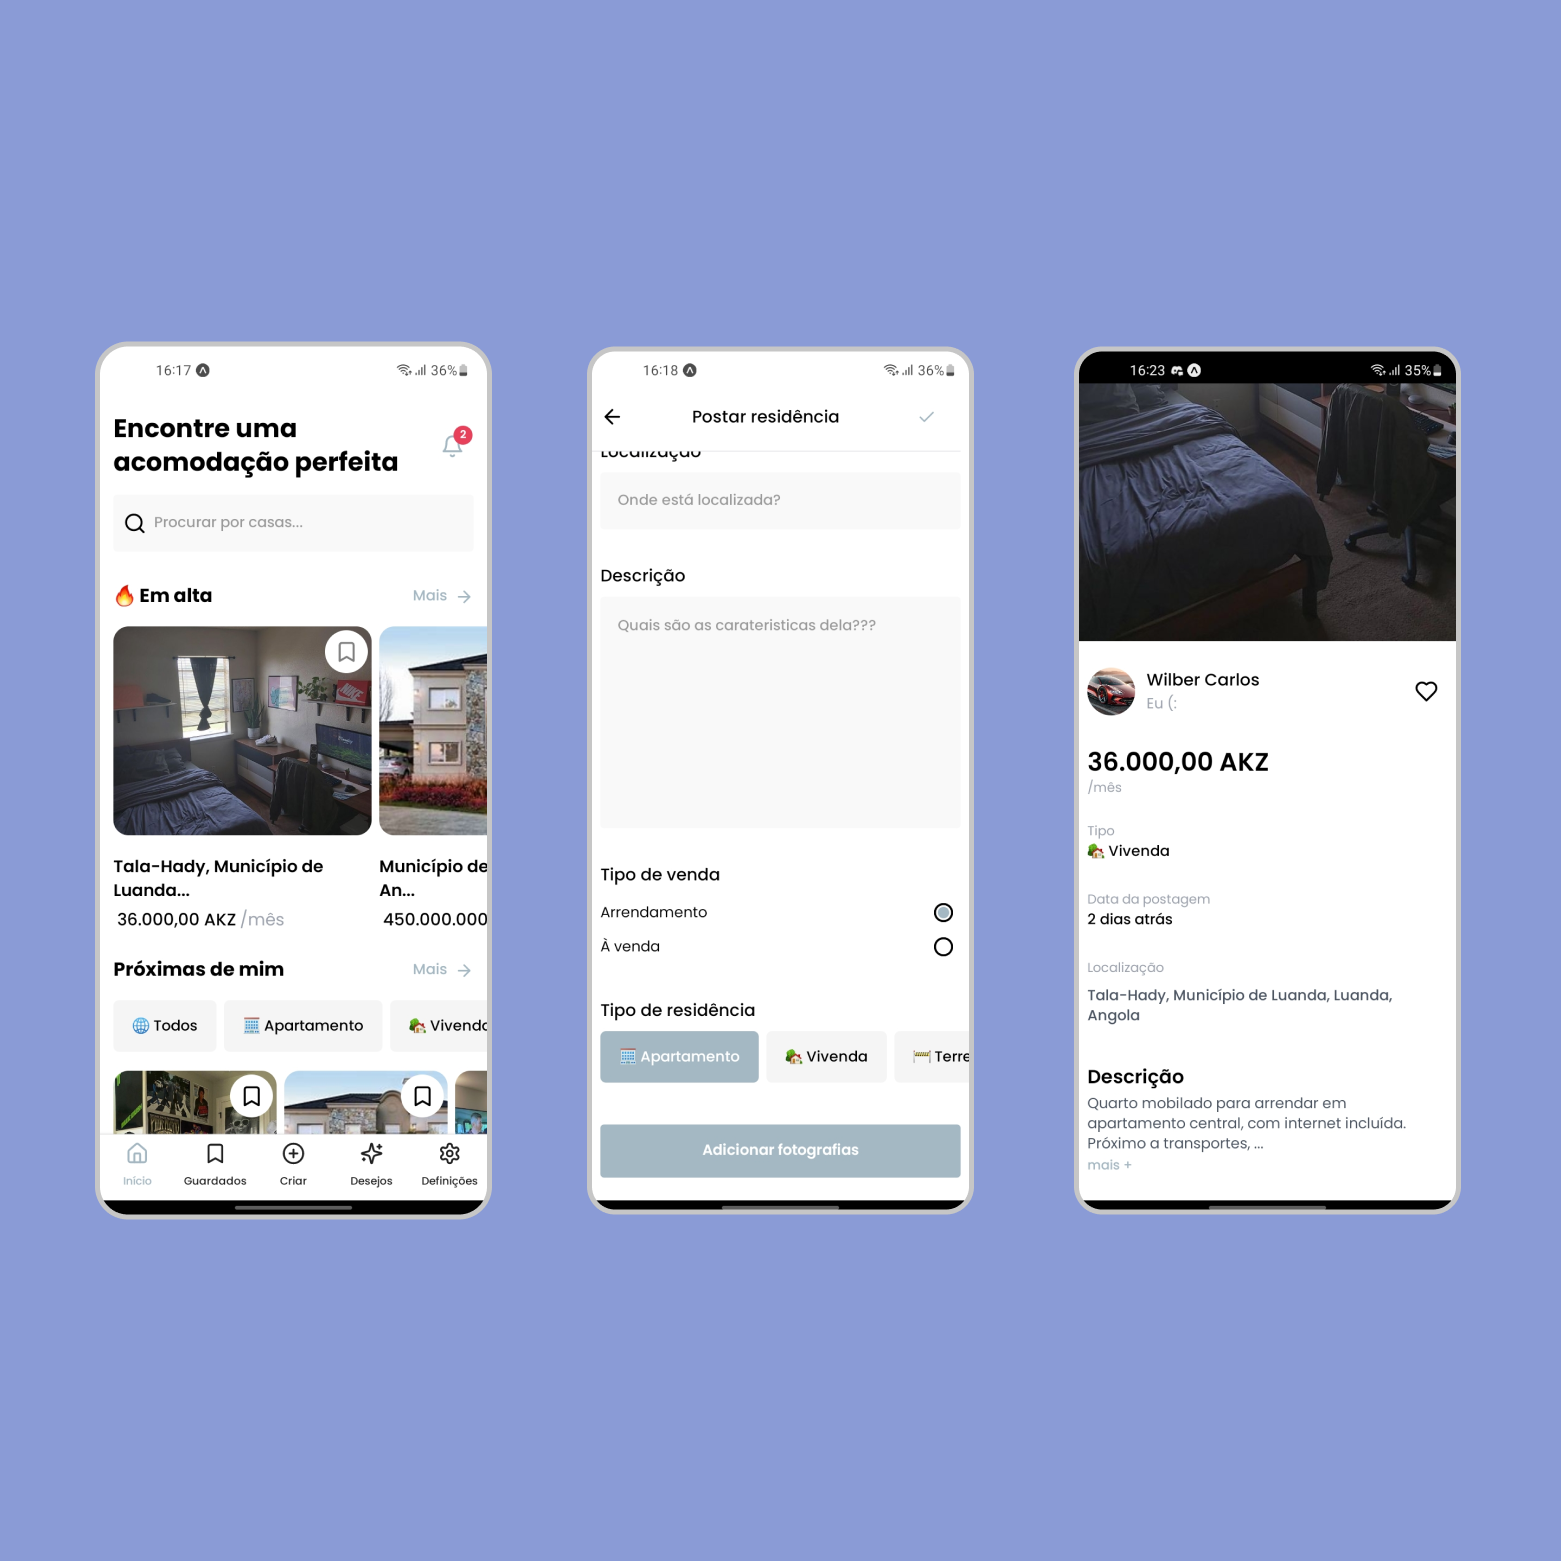 16:17
36%
Encontre uma
acomodação perfeita
2
Procurar por casas...
🔥 Em alta
Mais →
Tala-Hady, Município de
Luanda...
36.000,00 AKZ /mês
Município de
An...
450.000.000
Próximas de mim
Mais →
Todos
Apartamento
Vivenda
Início
Guardados
Criar
Desejos
Definições
16:18
36%
Postar residência
Localização
Onde está localizada?
Descrição
Quais são as carateristicas dela???
Tipo de venda
Arrendamento
À venda
Tipo de residência
Apartamento
Vivenda
Terre
Adicionar fotografias
16:23
35%
Wilber Carlos
Eu (:
36.000,00 AKZ
/mês
Tipo
🏡 Vivenda
Data da postagem
2 dias atrás
Localização
Tala-Hady, Município de Luanda, Luanda,
Angola
Descrição
Quarto mobilado para arrendar em
apartamento central, com internet incluída.
Próximo a transportes, ...
mais +